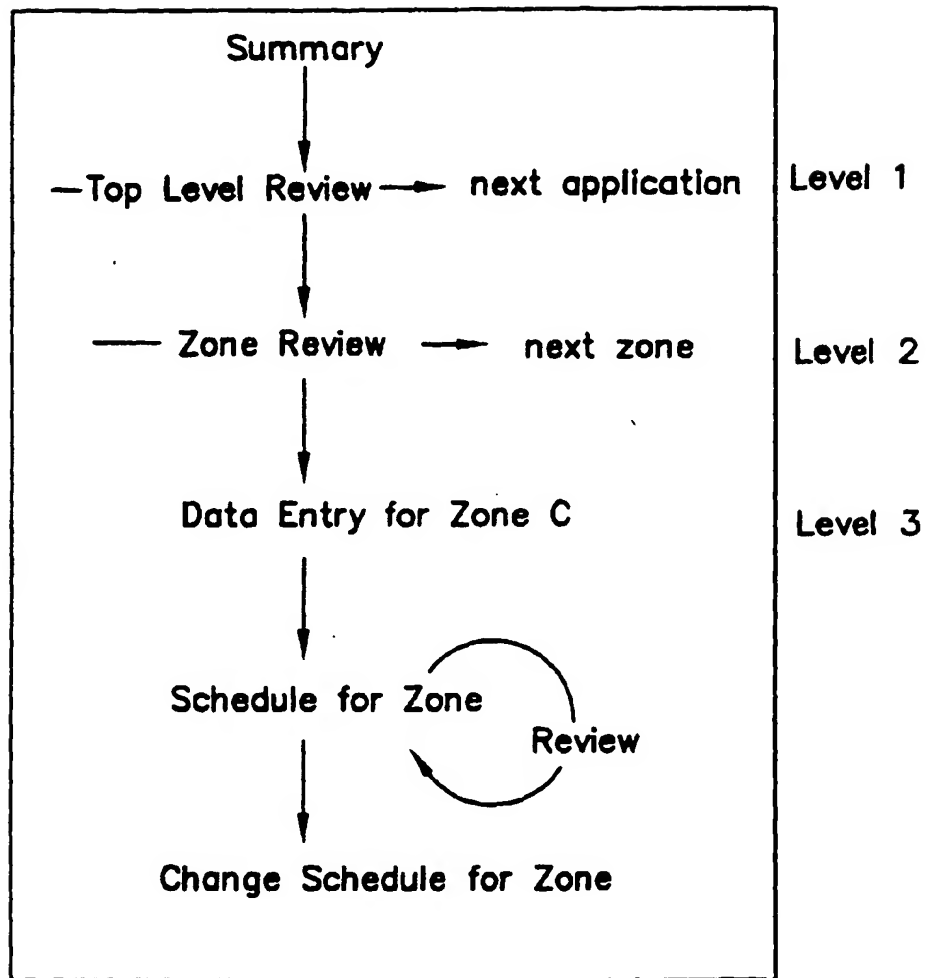 Summary
Top Level Review next application Level 1
Zone Review next zone Level 2
Data Entry for Zone C Level 3
Schedule for Zone
Review
Change Schedule for Zone